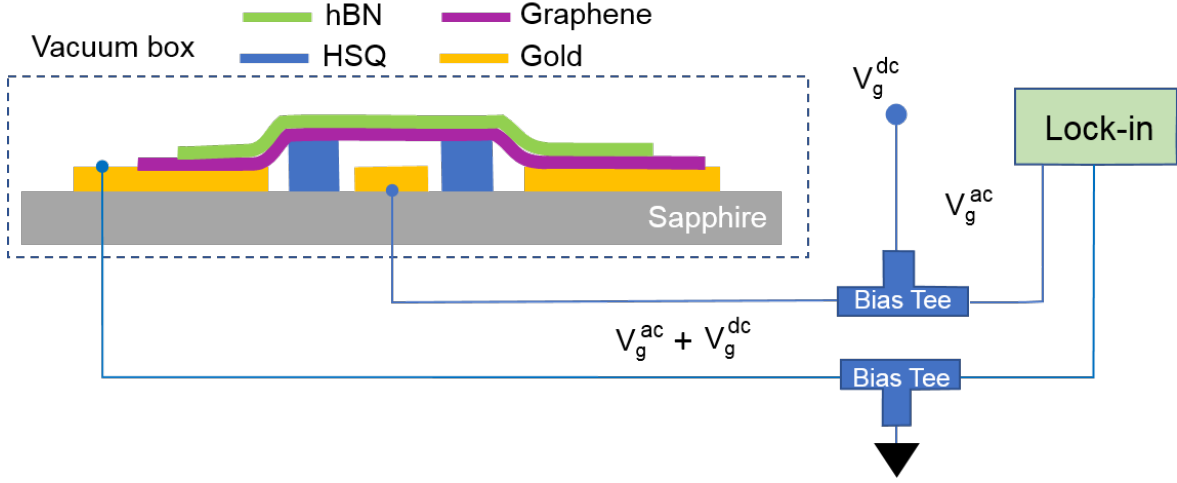 hBN
Graphene
Vacuum box
HSQ
Gold
V_g^dc
Lock-in
Sapphire
V_g^ac
Bias Tee
V_g^ac + V_g^dc
Bias Tee